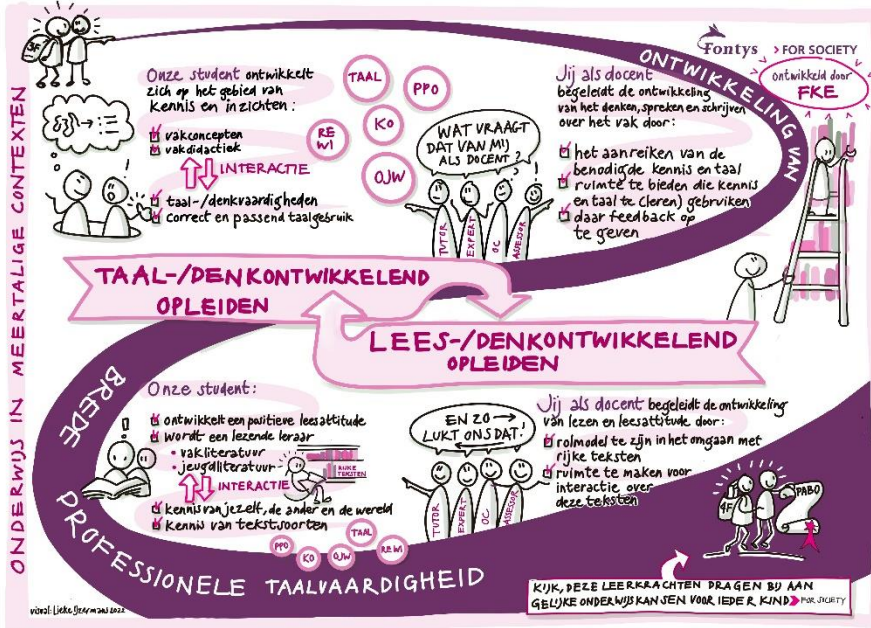 ONDERWIJS IN MEERTALIGE CONTEXTEN
3F
ONTWIKKELING VAN
BREDE
PROFESSIONELE TAALVAARDIGHEID
Fontys > FOR SOCIETY
ontwikkeld door
FKE
Onze student ontwikkelt
zich op het gebied van
kennis en inzichten:
vakconcepten
vakdidactiek
INTERACTIE
taal-/denkvaardigheden
correct en passend taalgebruik
TAAL
PPO
KO
RE
WI
OJW
WAT VRAAGT
DAT VAN MIJ
ALS DOCENT?
TUTOR
EXPERT
OC
ASSESSOR
Jij als docent
begeleidt de ontwikkeling
van het denken, spreken en schrijven
over het vak door:
het aanreiken van de
benodigde kennis en taal
ruimte te bieden die kennis
en taal te (leren) gebruiken
daar feedback op
te geven
TAAL-/DENKONTWIKKELEND
OPLEIDEN
LEES-/DENKONTWIKKELEND
OPLEIDEN
Onze student:
ontwikkelt een positieve leesattitude
wordt een lezende leraar
• vakliteratuur
• jeugdliteratuur
RIJKE
TEKSTEN
INTERACTIE
kennis van jezelf, de ander en de wereld
kennis van tekstsoorten
PPO
KO
OJW
TAAL
REWI
EN ZO
LUKT ONS DAT!
TUTOR
EXPERT
OC
ASSESSOR
Jij als docent begeleidt de ontwikkeling
van lezen en leesattitude door:
rolmodel te zijn in het omgaan met
rijke teksten
ruimte te maken voor
interactie over
deze teksten
4F
PABO
KIJK, DEZE LEERKRACHTEN DRAGEN BIJ AAN
GELIJKE ONDERWIJSKANSEN VOOR IEDER KIND > FOR SOCIETY
visual: Lieke IJzermans 2022